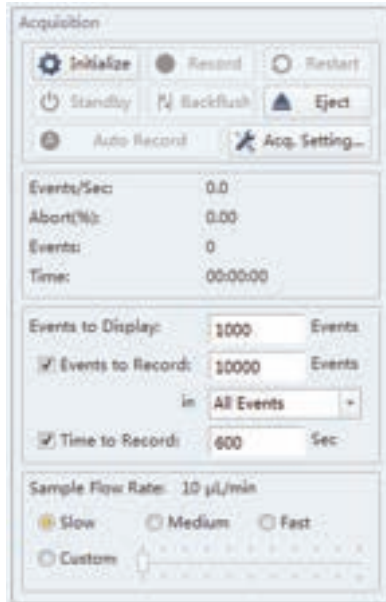 Acquisition
Initialize Record Restart
Standby Backflush Eject
Auto Record Acq. Setting...
Events/Sec: 0.0
Abort(%): 0.00
Events: 0
Time: 00:00:00
Events to Display: 1000 Events
Events to Record: 10000 Events
in All Events
Time to Record: 600 Sec
Sample Flow Rate: 10 μL/min
Slow Medium Fast
Custom